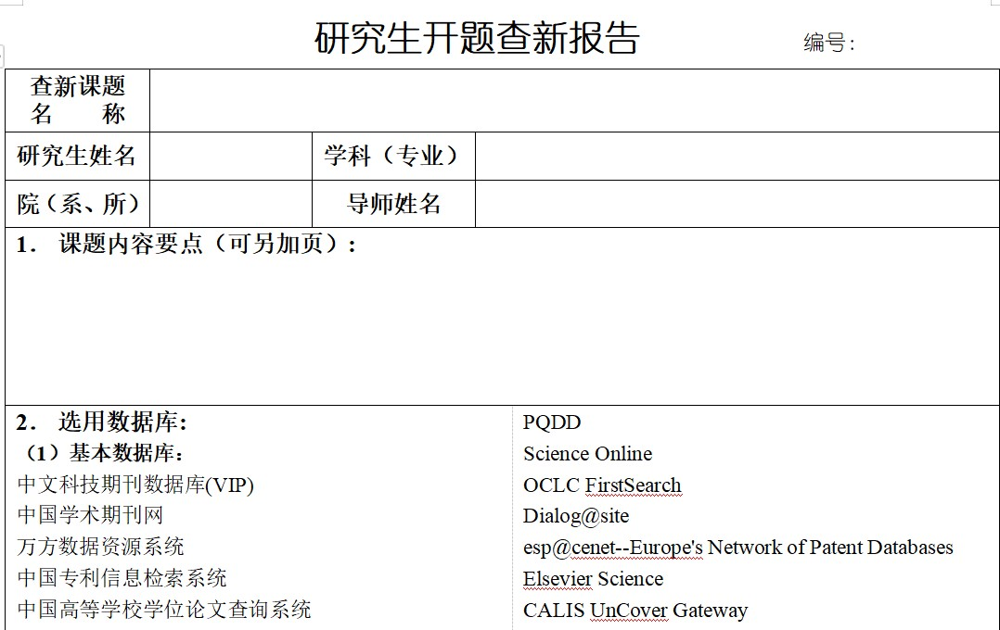 研究生开题查新报告
编号：
查新课题
名 称
研究生姓名
学科（专业）
院（系、所）
导师姓名
1. 课题内容要点（可另加页）：
2. 选用数据库：
（1）基本数据库：
中文科技期刊数据库(VIP)
中国学术期刊网
万方数据资源系统
中国专利信息检索系统
中国高等学校学位论文查询系统
PQDD
Science Online
OCLC FirstSearch
Dialog@site
esp@cenet--Europe's Network of Patent Databases
Elsevier Science
CALIS UnCover Gateway